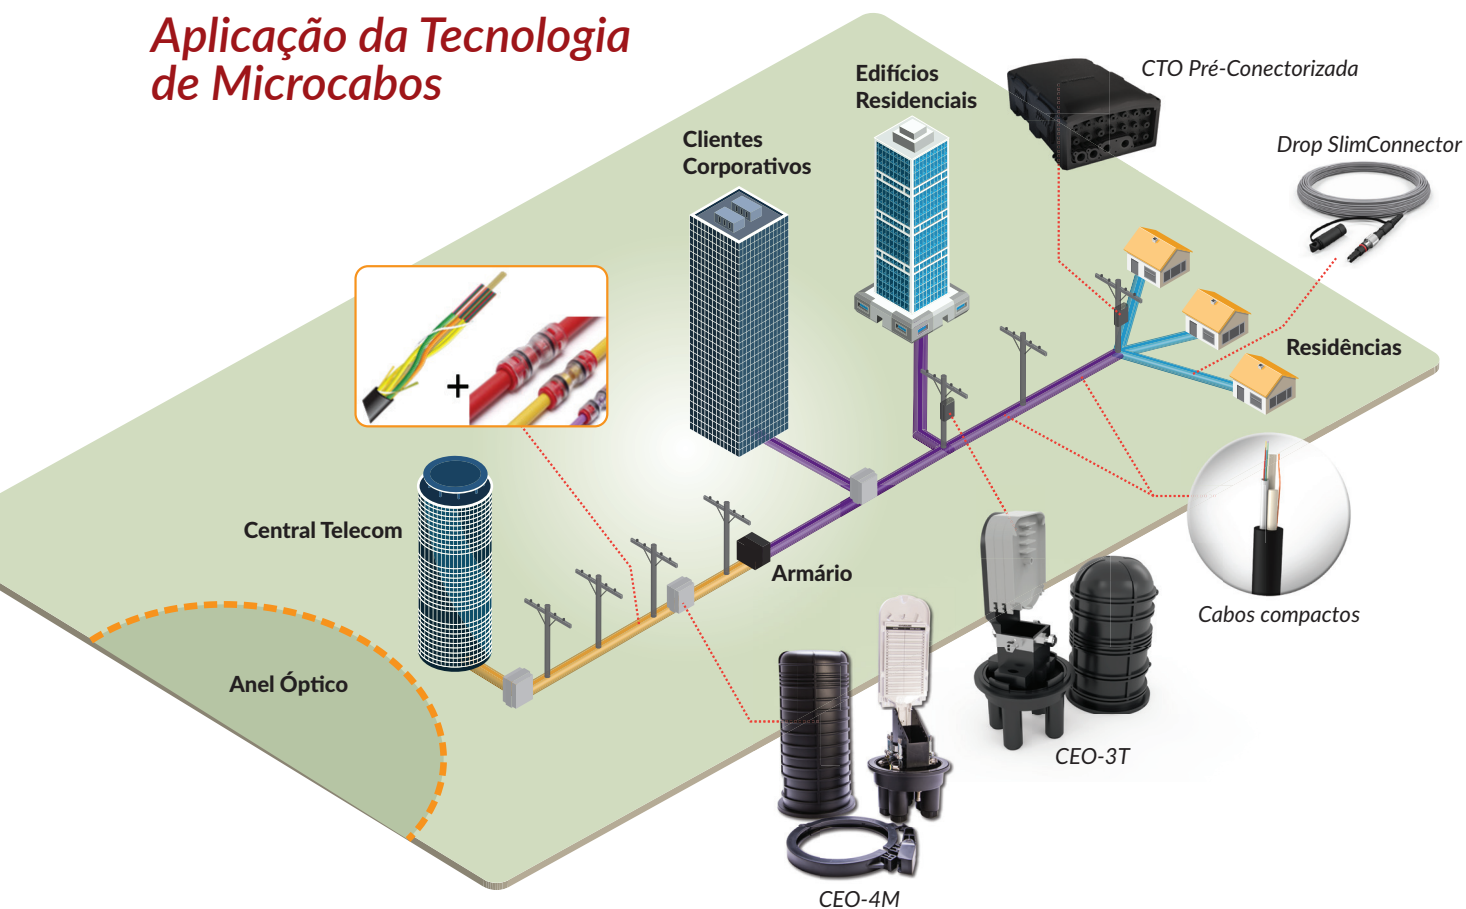 Aplicação da Tecnologia
de Microcabos
Edifícios
Residenciais
CTO Pré-Conectorizada
Clientes
Corporativos
Drop SlimConnector
+
Residências
Central Telecom
Armário
Cabos compactos
Anel Óptico
CEO-3T
CEO-4M